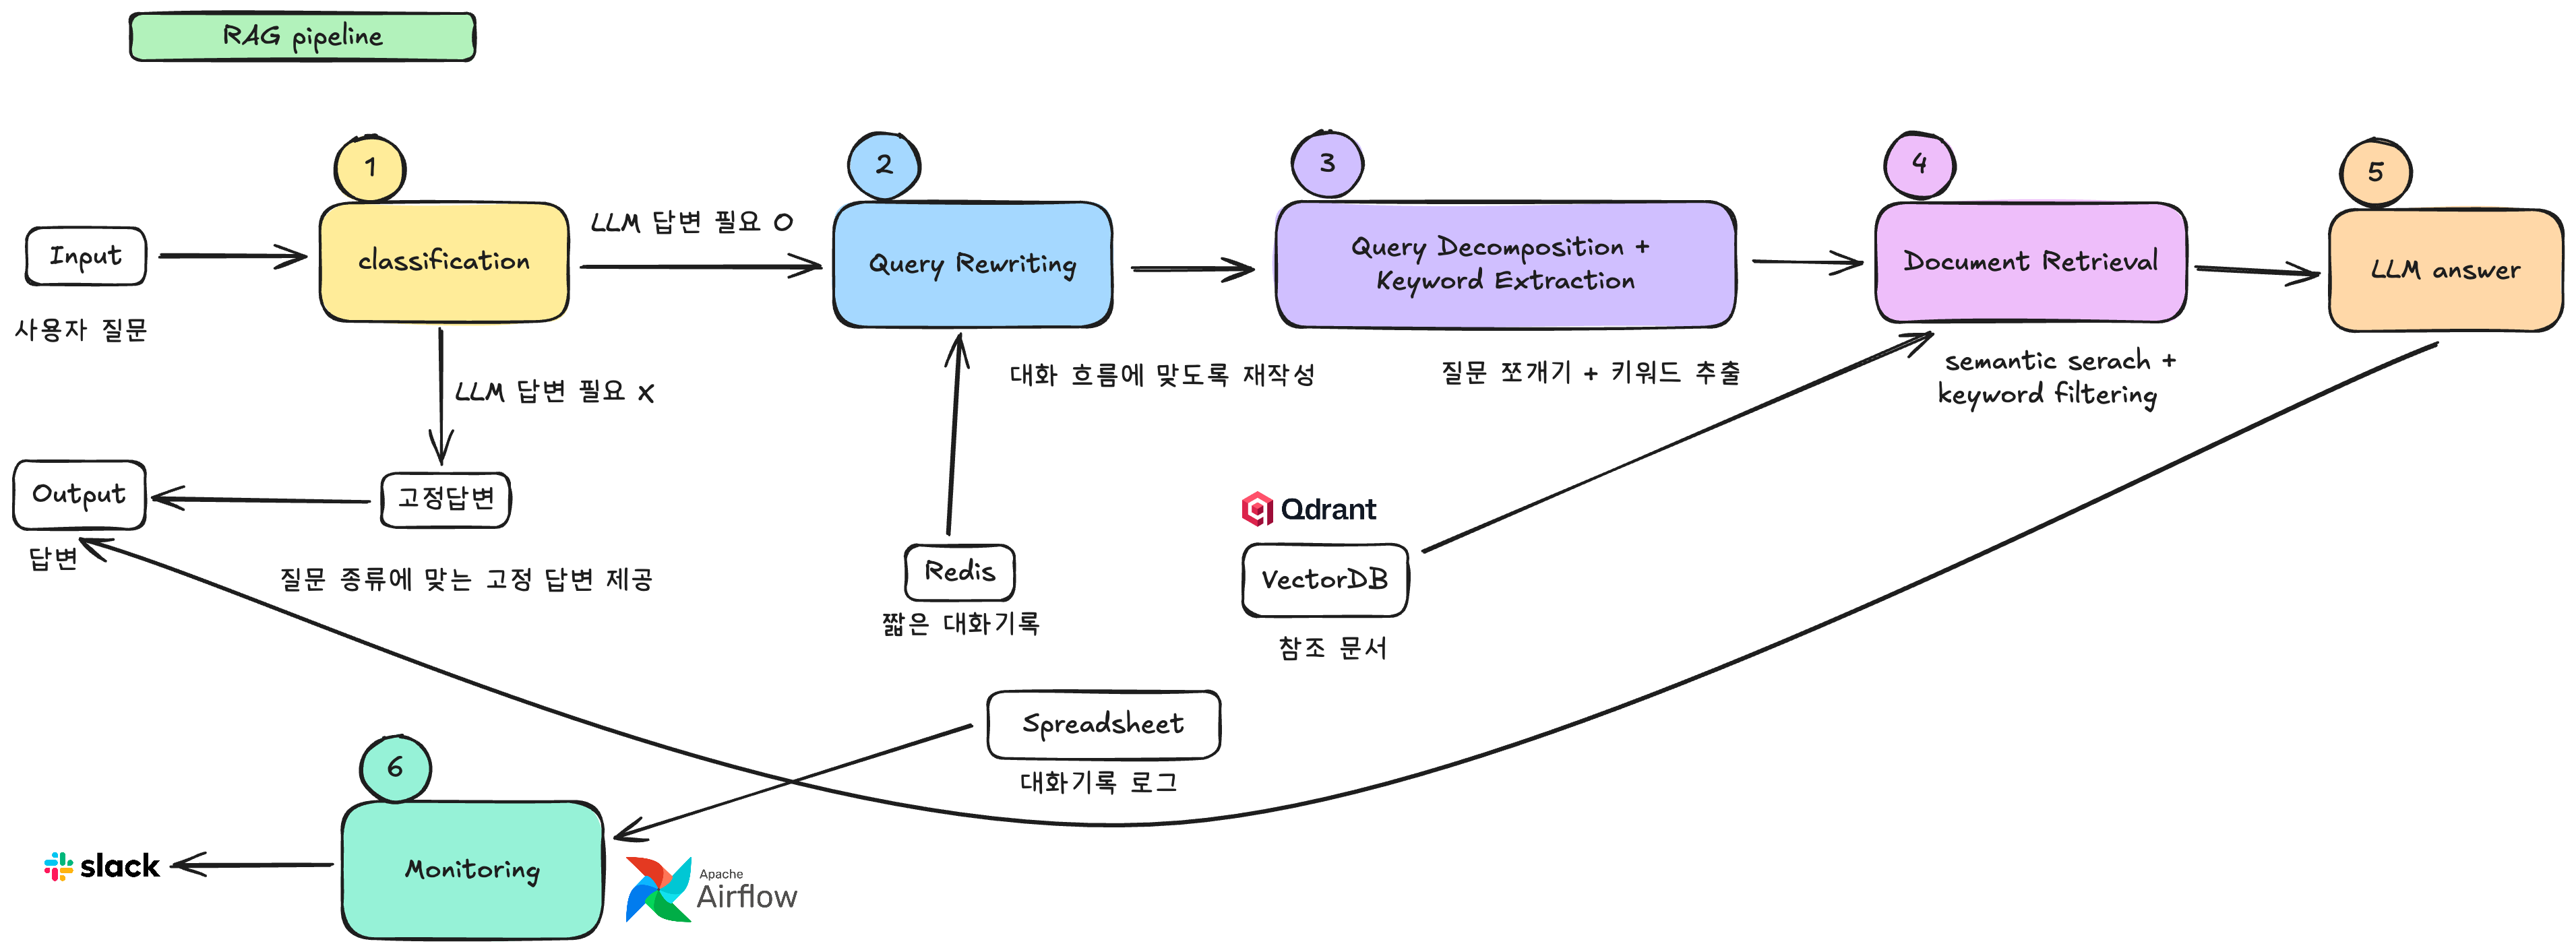 RAG pipeline
1
2
3
4
5
Input
사용자 질문
classification
LLM 답변 필요 O
Query Rewriting
Query Decomposition +
Keyword Extraction
Document Retrieval
LLM answer
LLM 답변 필요 X
대화 흐름에 맞도록 재작성
질문 쪼개기 + 키워드 추출
semantic serach +
keyword filtering
Output
답변
고정답변
질문 종류에 맞는 고정 답변 제공
Redis
짧은 대화기록
Qdrant
VectorDB
참조 문서
Spreadsheet
대화기록 로그
6
Monitoring
slack
Apache
Airflow